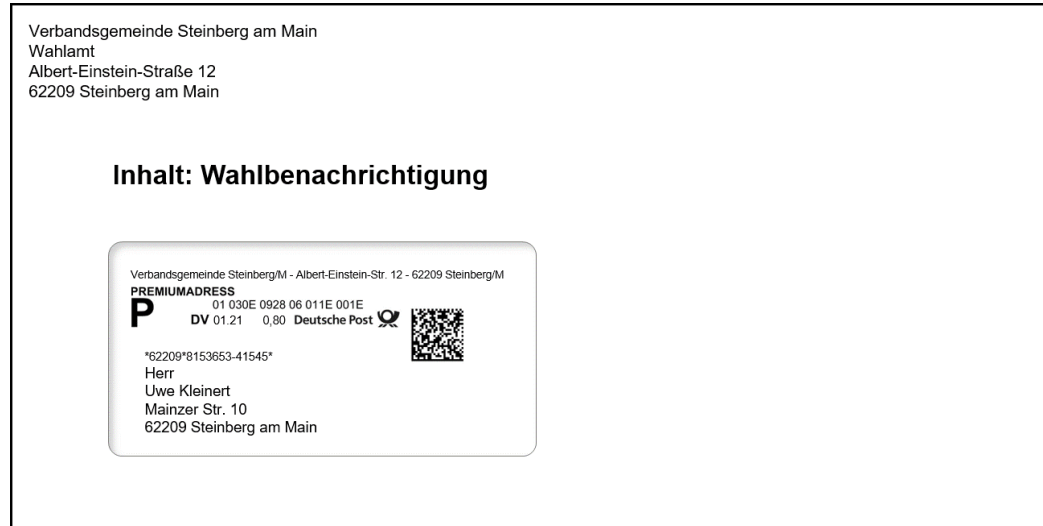 Verbandsgemeinde Steinberg am Main
Wahlamt
Albert-Einstein-Straße 12
62209 Steinberg am Main
Inhalt: Wahlbenachrichtigung
Verbandsgemeinde Steinberg/M - Albert-Einstein-Str. 12 - 62209 Steinberg/M
PREMIUMADRESS
P
01 030E 0928 06 011E 001E
DV 01.21 0,80 Deutsche Post
*62209*8153653-41545*
Herr
Uwe Kleinert
Mainzer Str. 10
62209 Steinberg am Main